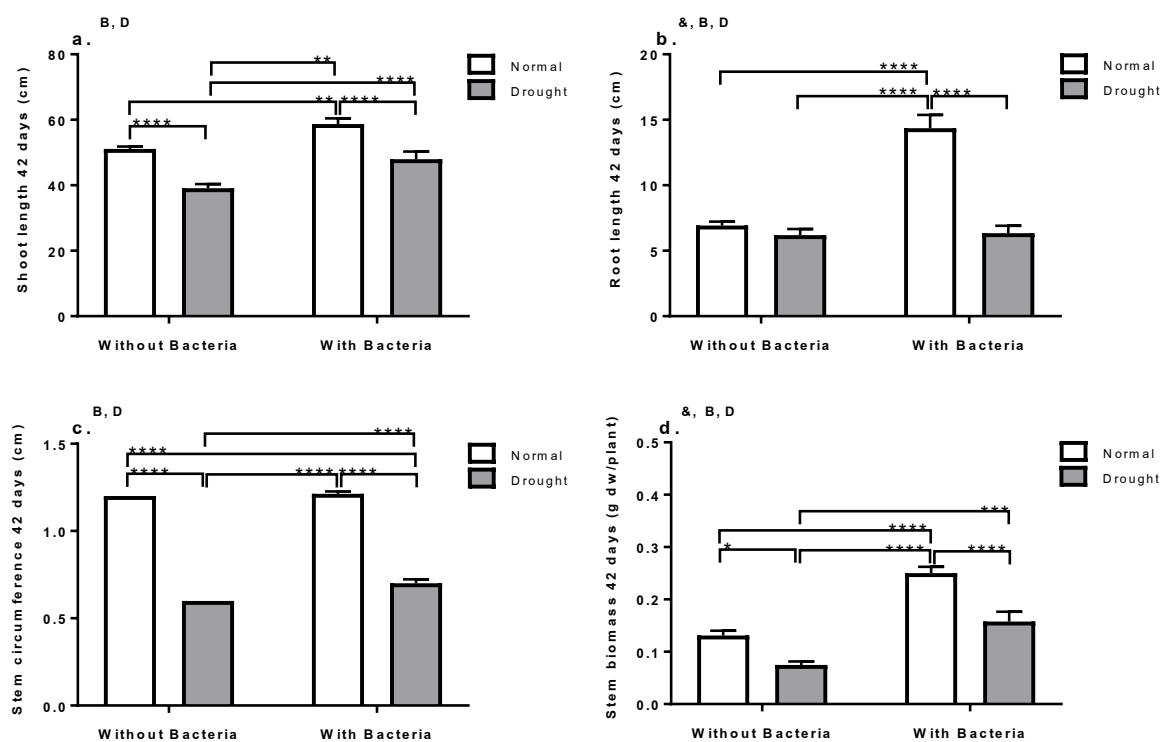 B, D
a.
Shoot length 42 days (cm)
80
60
40
20
0
**
****
** ****
****
Without Bacteria
With Bacteria
Normal
Drought
&, B, D
b.
Root length 42 days (cm)
20
15
10
5
0
****
**** ****
Without Bacteria
With Bacteria
Normal
Drought
B, D
c.
Stem circumference 42 days (cm)
1.5
1.0
0.5
0.0
****
****
**** **** ****
Without Bacteria
With Bacteria
Normal
Drought
&, B, D
d.
Stem biomass 42 days (g dw/plant)
0.5
0.4
0.3
0.2
0.1
0.0
***
****
* **** ****
Without Bacteria
With Bacteria
Normal
Drought